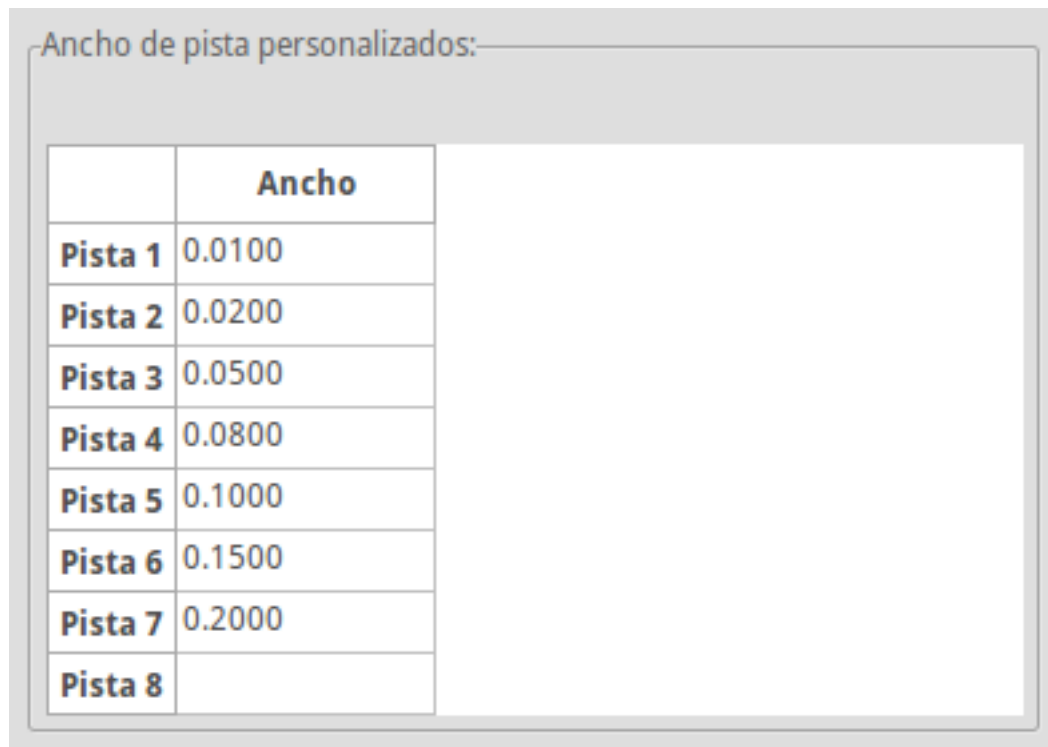 Ancho de pista personalizados:
Ancho
Pista 1 0.0100
Pista 2 0.0200
Pista 3 0.0500
Pista 4 0.0800
Pista 5 0.1000
Pista 6 0.1500
Pista 7 0.2000
Pista 8